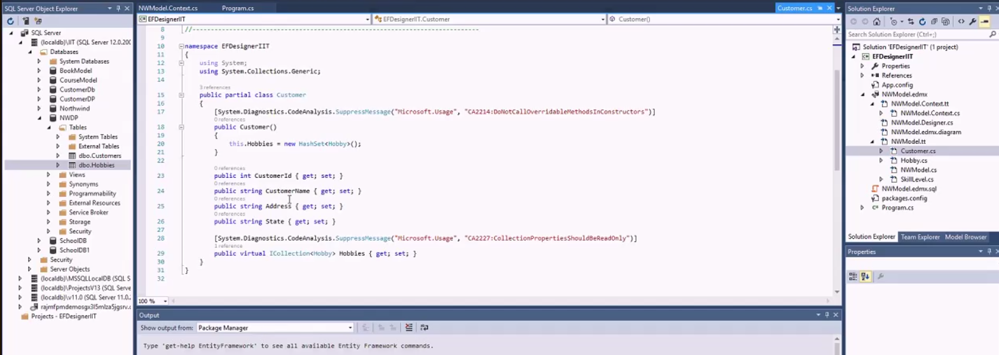 SQL Server Object Explorer
SQL Server
(localdb)\IIT (SQL Server 12.0.200
Databases
System Databases
BookModel
CourseModel
CustomerDb
CustomerDP
Northwind
NWDP
Tables
System Tables
External Tables
dbo.Customers
dbo.Hobbies
Views
Synonyms
Programmability
External Resources
Service Broker
Storage
Security
SchoolDB
SchoolDB1
Security
Server Objects
(localdb)\MSSQLLocalDB (SQL S
(localdb)\ProjectsV13 (SQL Serve
(localdb)\v11.0 (SQL Server 11.0.
Projects - EFDesignerIIT
NWModel.Context.cs Program.cs Customer.cs
EFDesignerIIT EFDesignerIIT.Customer Customer()
8 //
9
10 namespace EFDesignerIIT
11 {
12 using System;
13 using System.Collections.Generic;
14
3 references
15 public partial class Customer
16 {
17 [System.Diagnostics.CodeAnalysis.SuppressMessage("Microsoft.Usage", "CA2214:DoNotCallOverridableMethodsInConstructors")]
0 references
18 public Customer()
19 {
20 this.Hobbies = new HashSet<Hobby>();
21 }
22
0 references
23 public int CustomerId { get; set; }
0 references
24 public string CustomerName { get; set; }
0 references
25 public string Address { get; set; }
0 references
26 public string State { get; set; }
27
28 [System.Diagnostics.CodeAnalysis.SuppressMessage("Microsoft.Usage", "CA2227:CollectionPropertiesShouldBeReadOnly")]
1 reference
29 public virtual ICollection<Hobby> Hobbies { get; set; }
30 }
31 }
32
100 %
Output
Show output from: Package Manager
Type 'get-help EntityFramework' to see all available Entity Framework commands.
Solution Explorer
Search Solution Explorer (Ctrl+;)
Solution 'EFDesignerIIT' (1 project)
EFDesignerIIT
Properties
References
App.config
NWModel.edmx
NWModel.Context.tt
NWModel.Context.cs
NWModel.Designer.cs
NWModel.edmx.diagram
NWModel.tt
Customer.cs
Hobby.cs
NWModel.cs
SkillLevel.cs
NWModel.edmx.sql
packages.config
Program.cs
Solution Explorer Team Explorer Model Browser
Properties